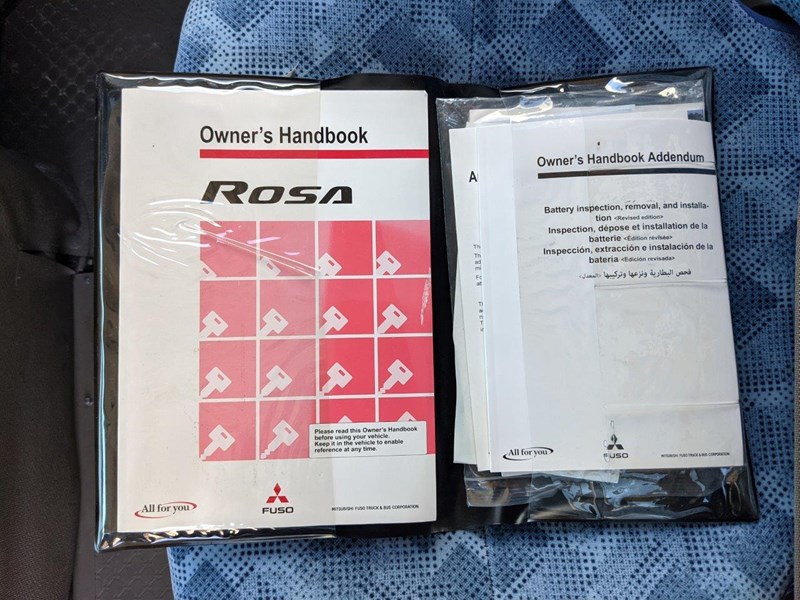 Owner's Handbook
ROSA
Please read this Owner's Handbook
before using your vehicle.
Keep it in the vehicle to enable
reference at any time.
All for you
FUSO
MITSUBISHI FUSO TRUCK & BUS CORPORATION
Owner's Handbook Addendum
Battery inspection, removal, and installa-
tion <Revised edition>
Inspection, dépose et installation de la
batterie <Édition révisée>
Inspección, extracción e instalación de la
batería <Edición revisada>
فحص البطارية ونزعها وتركيبها <المعدل>
All for you
FUSO
MITSUBISHI FUSO TRUCK & BUS CORPORATION